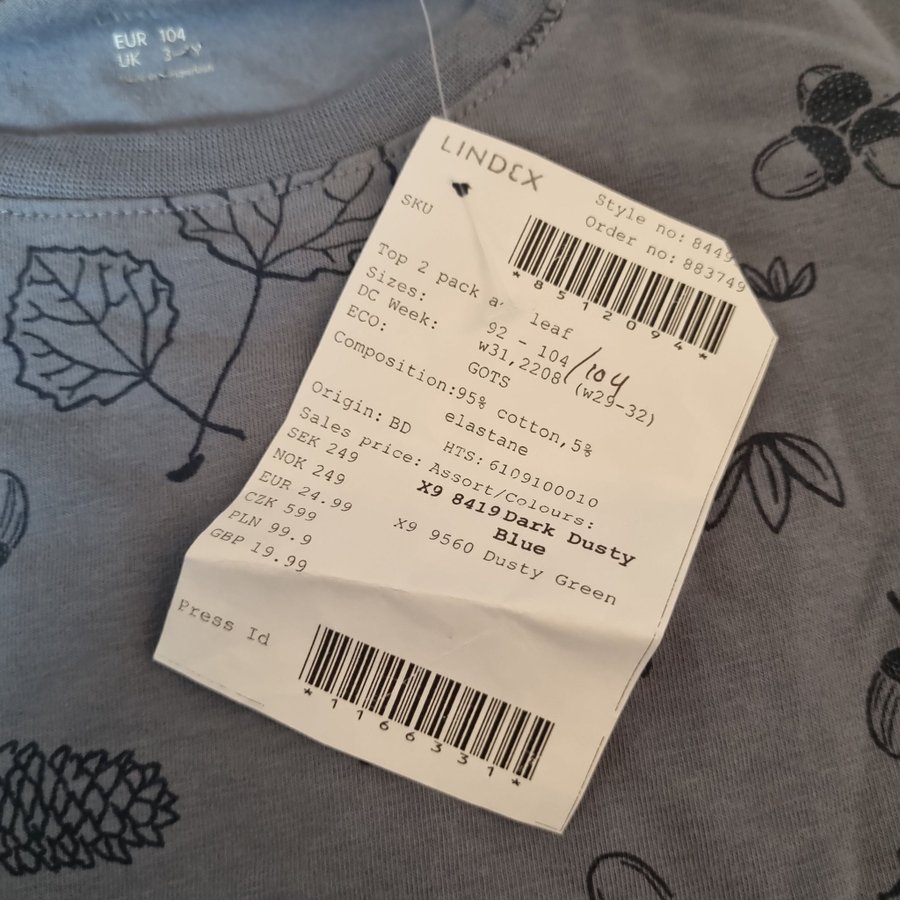 EUR 104
UK
LINDEX
Style no: 8449
Order no: 883749
SKU
*8512094*
Top 2 pack a leaf
Sizes: 92 - 104 / 104
DC Week: w31,2208 (w29-32)
ECO: GOTS
Composition: 95% cotton, 5%
elastane
Origin: BD HTS: 6109100010
Sales price: Assort/Colours:
SEK 249 X9 8419 Dark Dusty
Blue
NOK 249 X9 9560 Dusty Green
EUR 24.99
CZK 599
PLN 99.9
GBP 19.99
Press Id
*1166331*